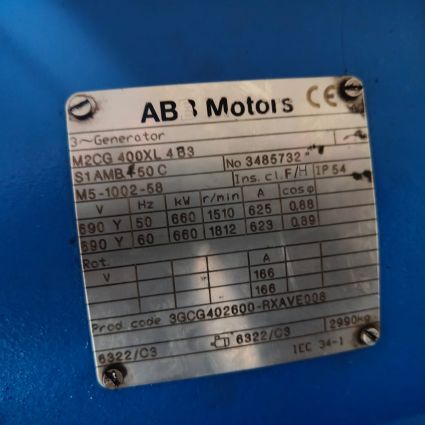 ABB Motors CE
3~Generator
M2CG 400XL 4 B3
No 3485732
S1 AMB. 50 C
Ins. cl. F/H IP 54
M5-1002-58
V Hz kW r/min A cosφ
690 Y 50 660 1510 625 0.88
690 Y 60 660 1812 623 0.89
Rot.
V A
166
166
Prod. code 3GCG402600-RXAVE008
6322/C3 6322/C3 2990kg
IEC 34-1